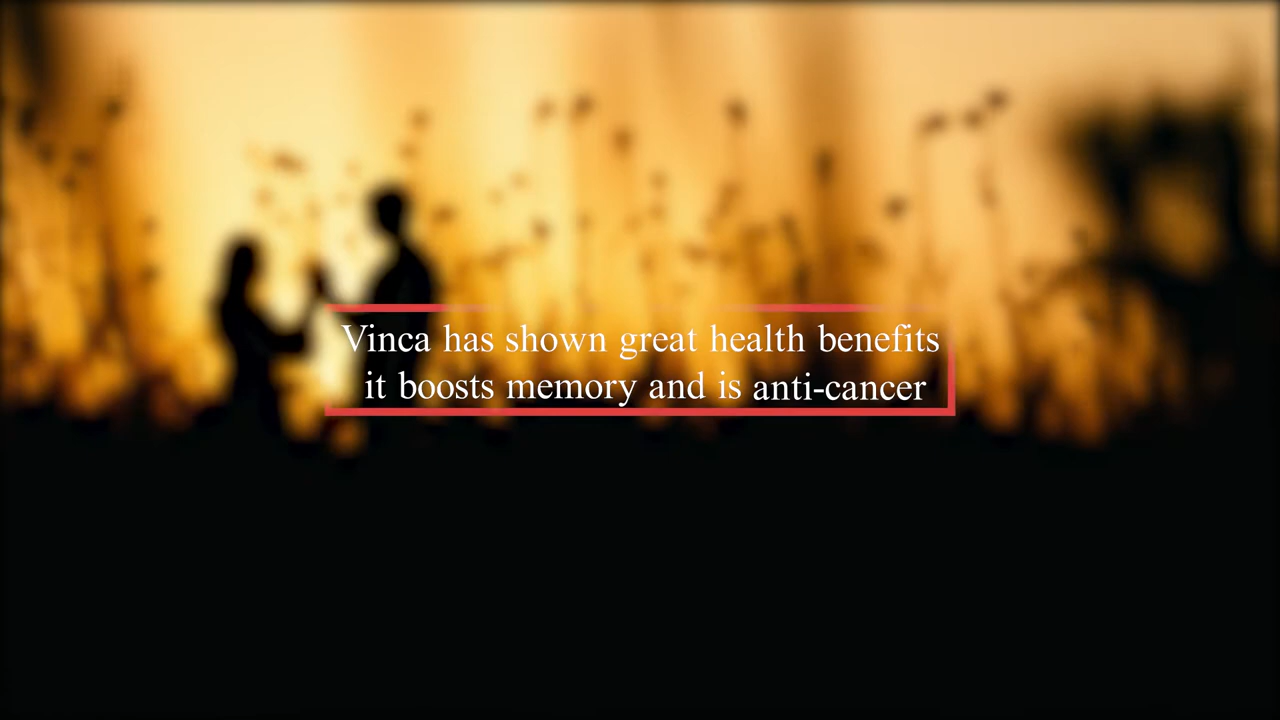 Vinca has shown great health benefits
it boosts memory and is anti-cancer